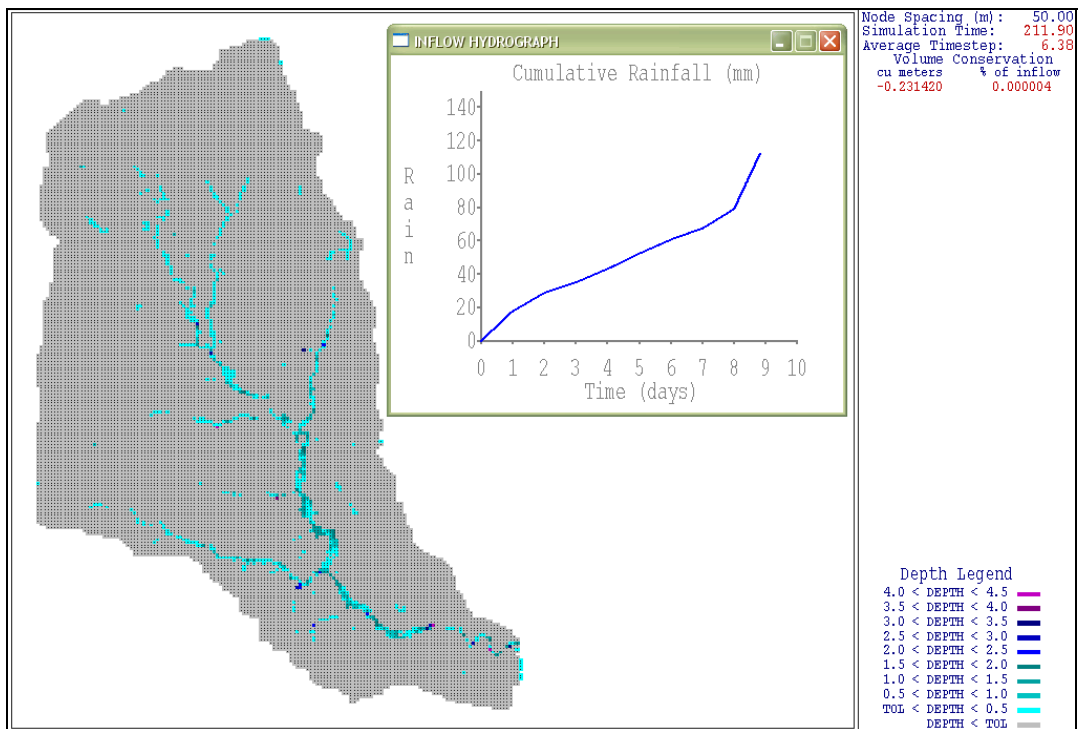 INFLOW HYDROGRAPH
Cumulative Rainfall (mm)
140
120
100
80
60
40
20
0
Rain
0 1 2 3 4 5 6 7 8 9 10
Time (days)
Node Spacing (m): 50.00
Simulation Time: 211.90
Average Timestep: 6.38
Volume Conservation
cu meters % of inflow
-0.231420 0.000004
Depth Legend
4.0 < DEPTH < 4.5
3.5 < DEPTH < 4.0
3.0 < DEPTH < 3.5
2.5 < DEPTH < 3.0
2.0 < DEPTH < 2.5
1.5 < DEPTH < 2.0
1.0 < DEPTH < 1.5
0.5 < DEPTH < 1.0
TOL < DEPTH < 0.5
DEPTH < TOL